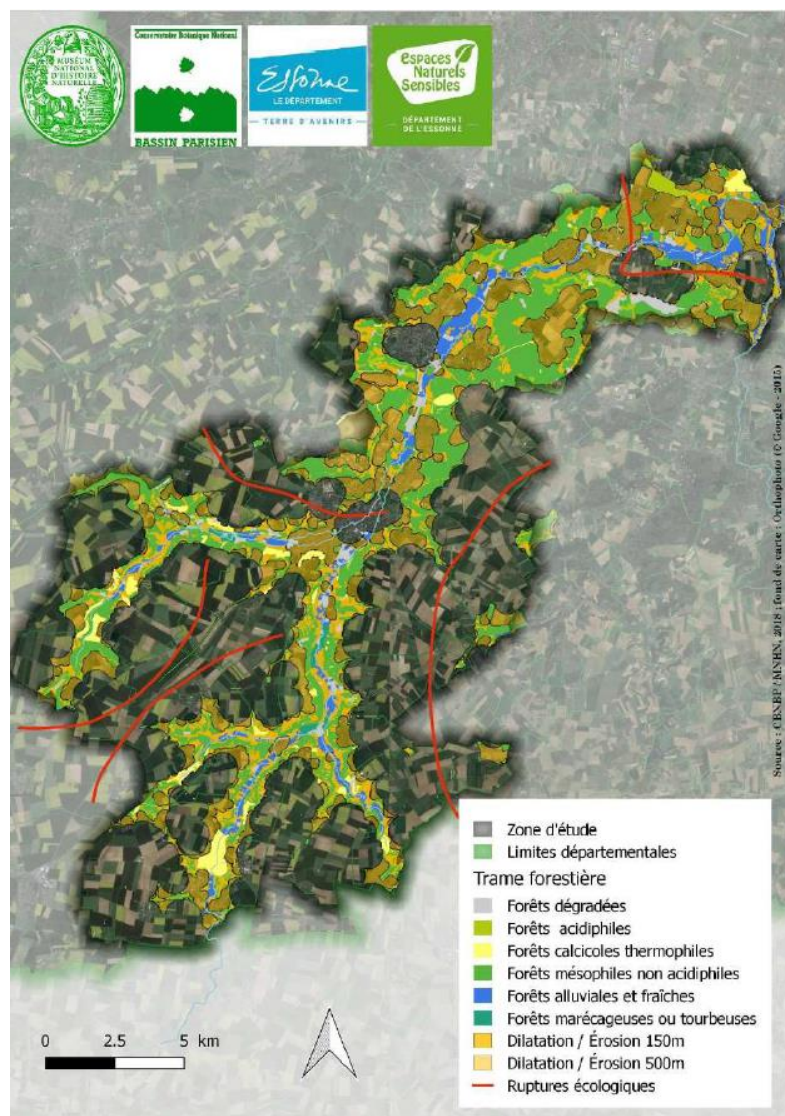 MUSÉUM
NATIONAL
D'HISTOIRE
NATURELLE
Conservatoire Botanique National
BASSIN PARISIEN
Essonne
LE DÉPARTEMENT
TERRE D'AVENIRS
Espaces
Naturels
Sensibles
DÉPARTEMENT
DE L'ESSONNE
Source : CBNBP / MNHN, 2018 ; fond de carte : Orthophoto (© Google - 2015)
Zone d'étude
Limites départementales
Trame forestière
Forêts dégradées
Forêts acidiphiles
Forêts calcicoles thermophiles
Forêts mésophiles non acidiphiles
Forêts alluviales et fraîches
Forêts marécageuses ou tourbeuses
Dilatation / Érosion 150m
Dilatation / Érosion 500m
Ruptures écologiques
0 2.5 5 km